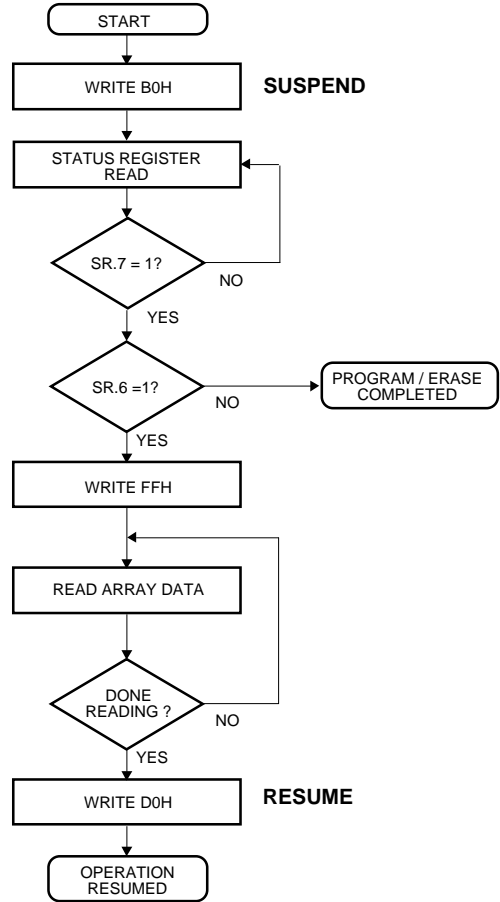 START
WRITE B0H
SUSPEND
STATUS REGISTER
READ
SR.7 = 1?
NO
YES
SR.6 =1?
NO
PROGRAM / ERASE
COMPLETED
YES
WRITE FFH
READ ARRAY DATA
DONE
READING ?
NO
YES
WRITE D0H
RESUME
OPERATION
RESUMED